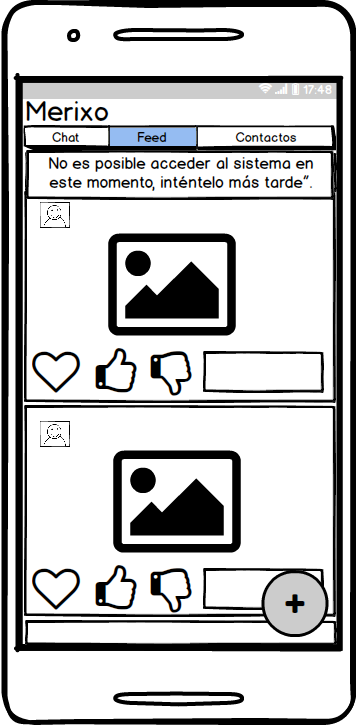 17:48
Merixo
Chat Feed Contactos
No es posible acceder al sistema en
este momento, inténtelo más tarde”.
+